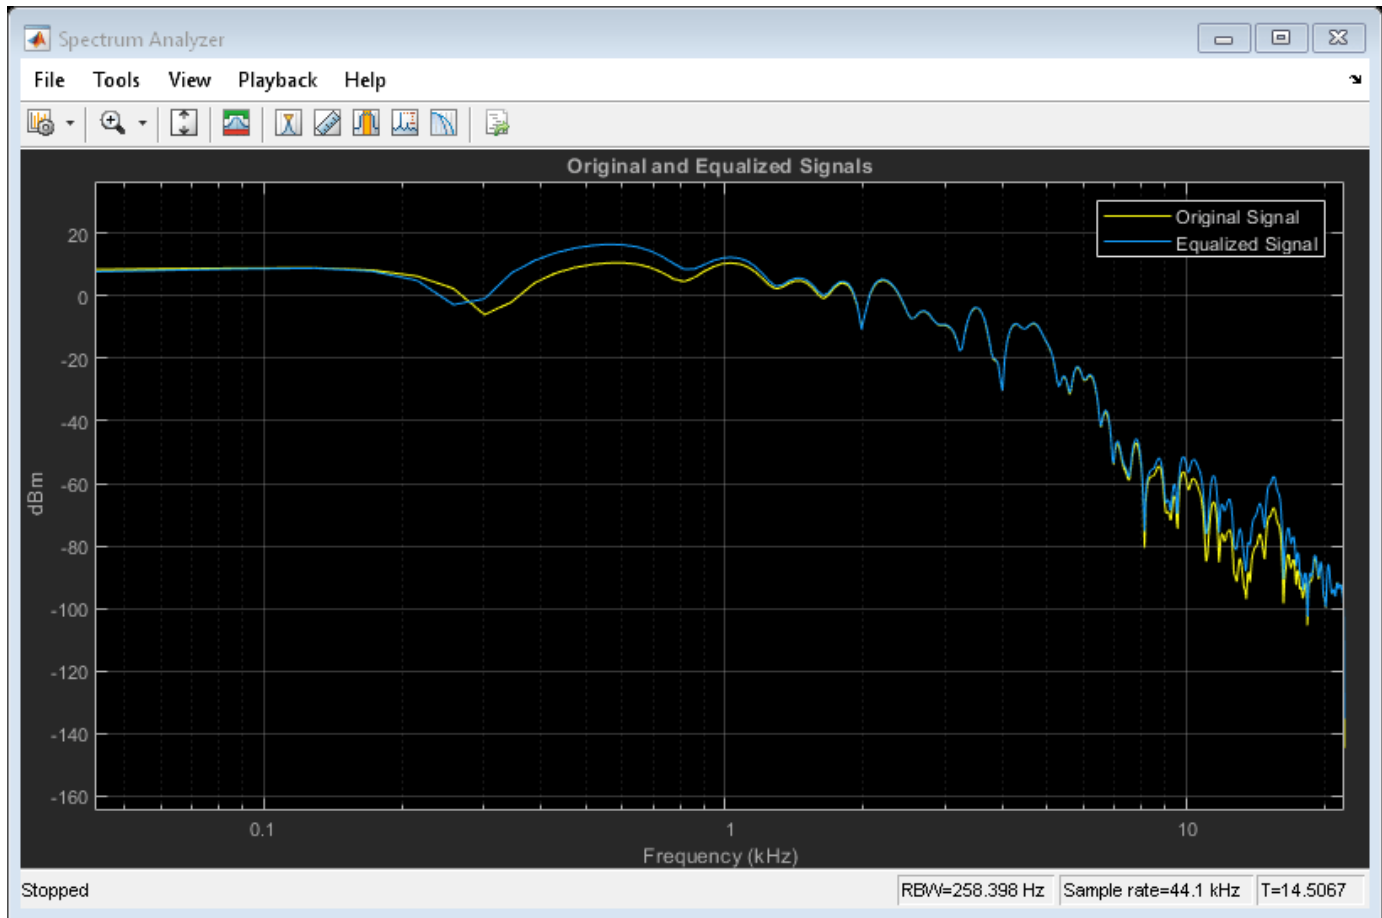 Spectrum Analyzer
File Tools View Playback Help
Original and Equalized Signals
Original Signal
Equalized Signal
20
0
-20
-40
-60
-80
-100
-120
-140
-160
dBm
0.1 1 10
Frequency (kHz)
Stopped RBW=258.398 Hz Sample rate=44.1 kHz T=14.5067